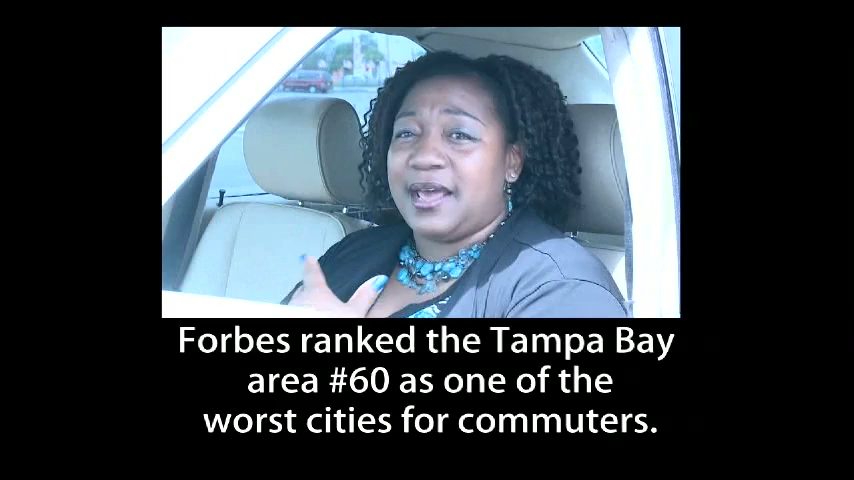 Forbes ranked the Tampa Bay
area #60 as one of the
worst cities for commuters.